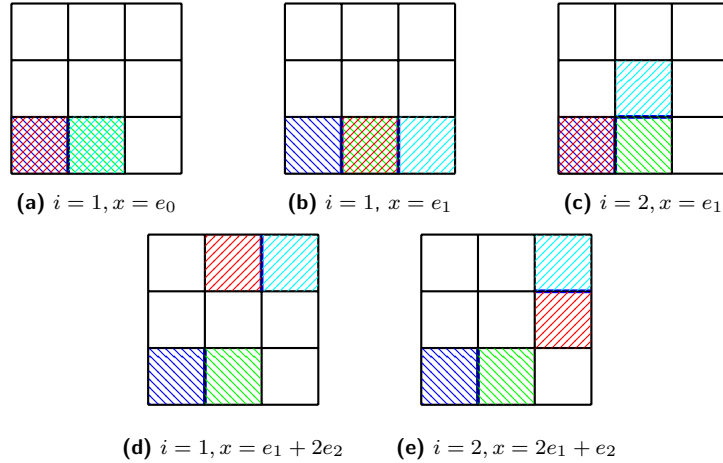 (a) i = 1, x = e₀
(b) i = 1, x = e₁
(c) i = 2, x = e₁
(d) i = 1, x = e₁ + 2e₂
(e) i = 2, x = 2e₁ + e₂